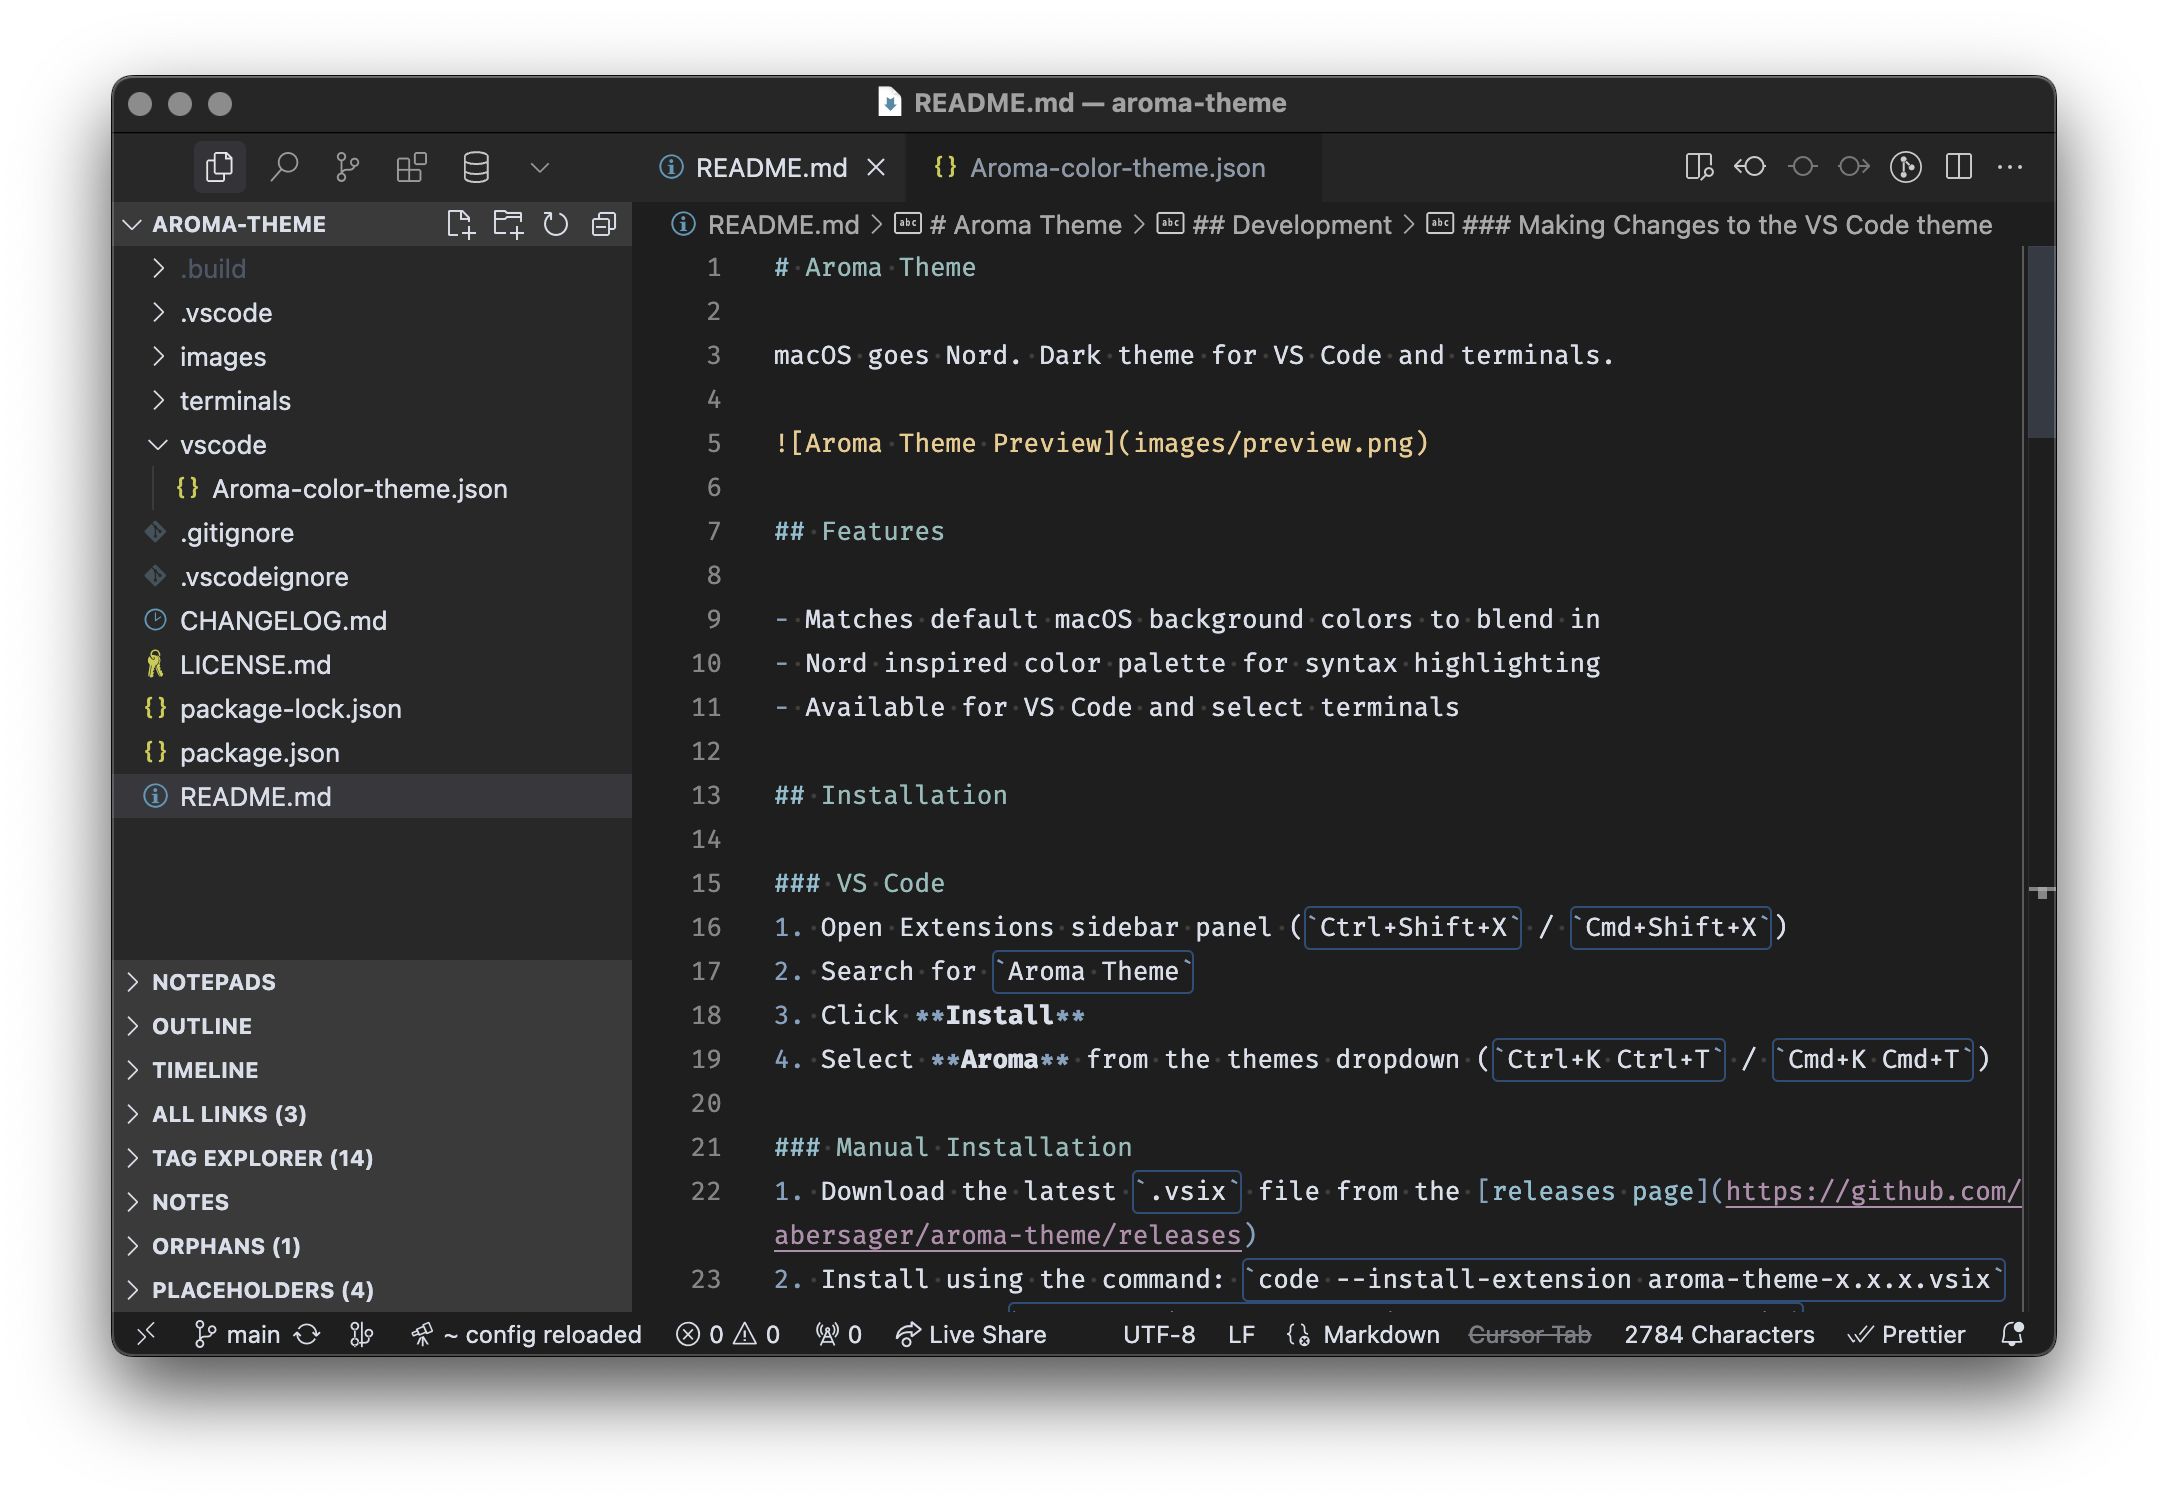 README.md — aroma-theme
README.md
{} Aroma-color-theme.json
AROMA-THEME
.build
.vscode
images
terminals
vscode
{} Aroma-color-theme.json
.gitignore
.vscodeignore
CHANGELOG.md
LICENSE.md
{} package-lock.json
{} package.json
README.md
NOTEPADS
OUTLINE
TIMELINE
ALL LINKS (3)
TAG EXPLORER (14)
NOTES
ORPHANS (1)
PLACEHOLDERS (4)
README.md > abc # Aroma Theme > abc ## Development > abc ### Making Changes to the VS Code theme
1 # Aroma Theme
2
3 macOS goes Nord. Dark theme for VS Code and terminals.
4
5 ![Aroma Theme Preview](images/preview.png)
6
7 ## Features
8
9 - Matches default macOS background colors to blend in
10 - Nord inspired color palette for syntax highlighting
11 - Available for VS Code and select terminals
12
13 ## Installation
14
15 ### VS Code
16 1. Open Extensions sidebar panel (`Ctrl+Shift+X` / `Cmd+Shift+X`)
17 2. Search for `Aroma Theme`
18 3. Click **Install**
19 4. Select **Aroma** from the themes dropdown (`Ctrl+K Ctrl+T` / `Cmd+K Cmd+T`)
20
21 ### Manual Installation
22 1. Download the latest `.vsix` file from the [releases page](https://github.com/
abersager/aroma-theme/releases)
23 2. Install using the command: `code --install-extension aroma-theme-x.x.x.vsix`
main ~ config reloaded 0 0 0 Live Share UTF-8 LF Markdown Cursor Tab 2784 Characters Prettier